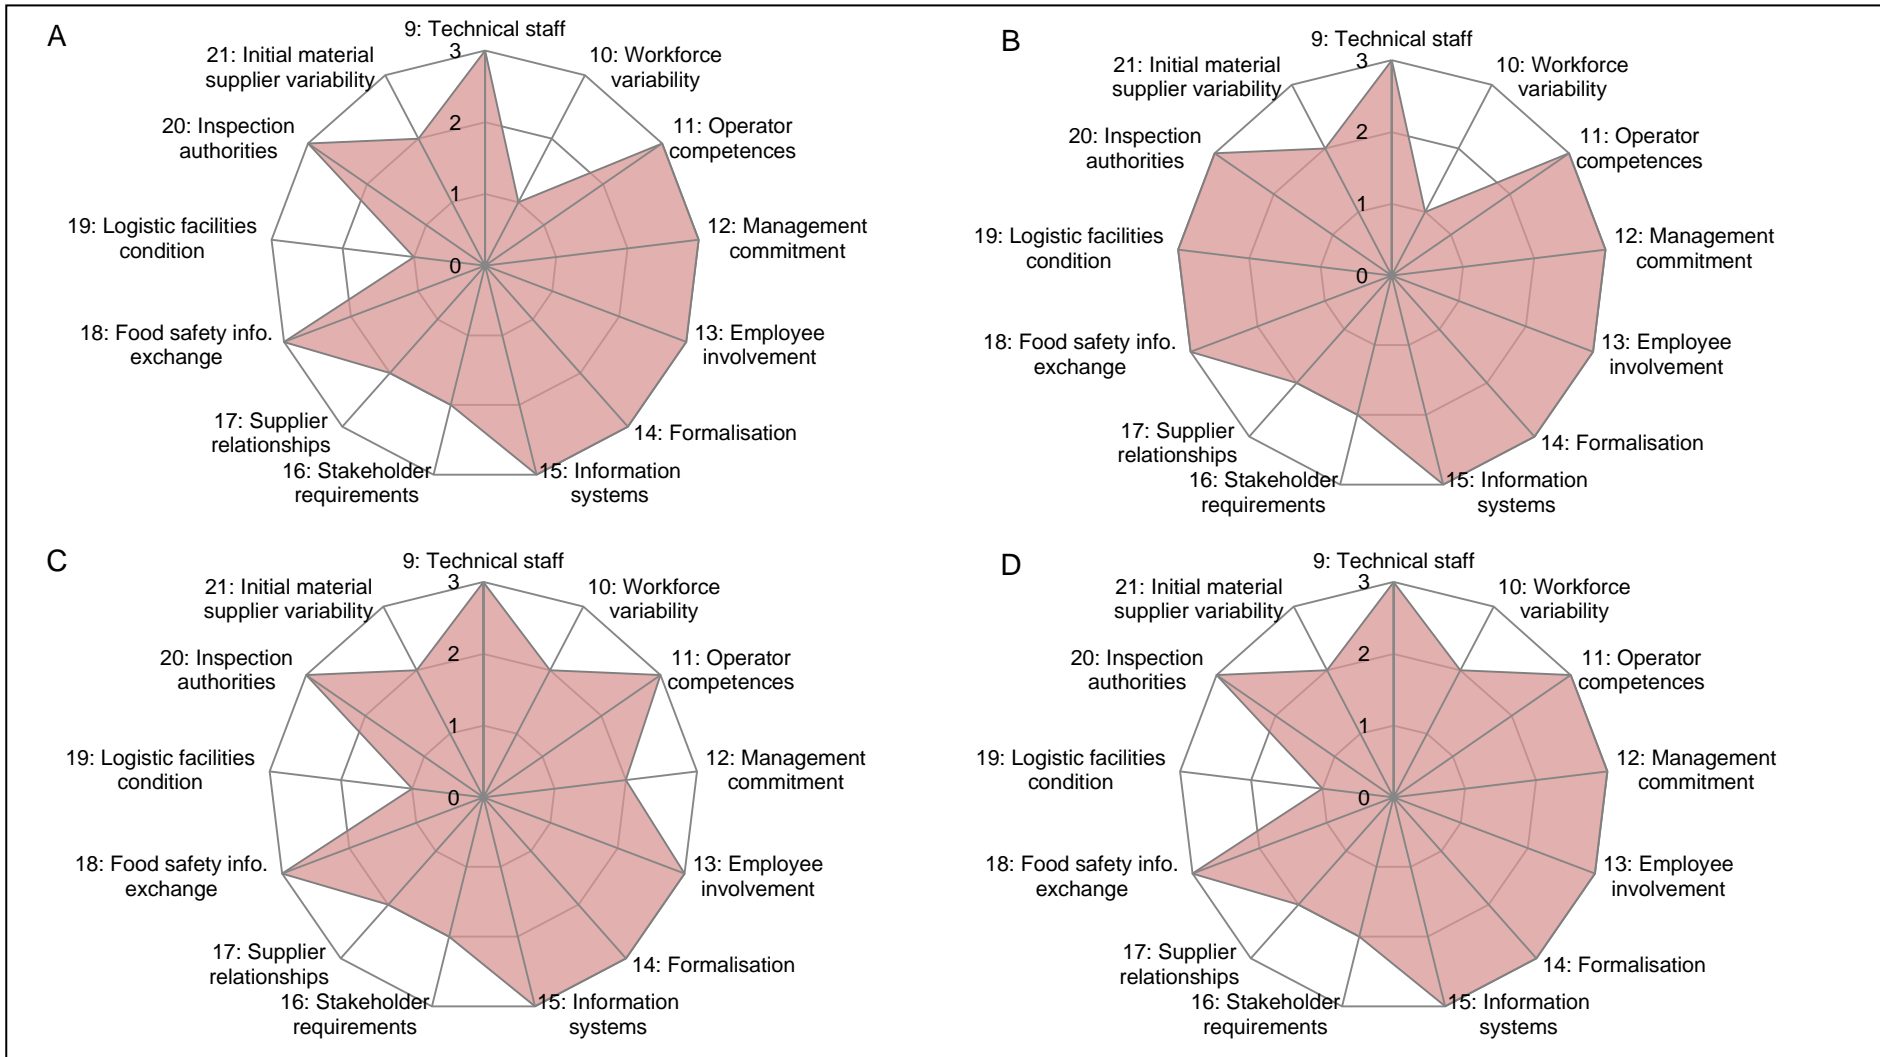 A
9: Technical staff
10: Workforce
variability
11: Operator
competences
12: Management
commitment
13: Employee
involvement
14: Formalisation
15: Information
systems
16: Stakeholder
requirements
17: Supplier
relationships
18: Food safety info.
exchange
19: Logistic facilities
condition
20: Inspection
authorities
21: Initial material
supplier variability
3
2
1
0
B
9: Technical staff
10: Workforce
variability
11: Operator
competences
12: Management
commitment
13: Employee
involvement
14: Formalisation
15: Information
systems
16: Stakeholder
requirements
17: Supplier
relationships
18: Food safety info.
exchange
19: Logistic facilities
condition
20: Inspection
authorities
21: Initial material
supplier variability
3
2
1
0
C
9: Technical staff
10: Workforce
variability
11: Operator
competences
12: Management
commitment
13: Employee
involvement
14: Formalisation
15: Information
systems
16: Stakeholder
requirements
17: Supplier
relationships
18: Food safety info.
exchange
19: Logistic facilities
condition
20: Inspection
authorities
21: Initial material
supplier variability
3
2
1
0
D
9: Technical staff
10: Workforce
variability
11: Operator
competences
12: Management
commitment
13: Employee
involvement
14: Formalisation
15: Information
systems
16: Stakeholder
requirements
17: Supplier
relationships
18: Food safety info.
exchange
19: Logistic facilities
condition
20: Inspection
authorities
21: Initial material
supplier variability
3
2
1
0